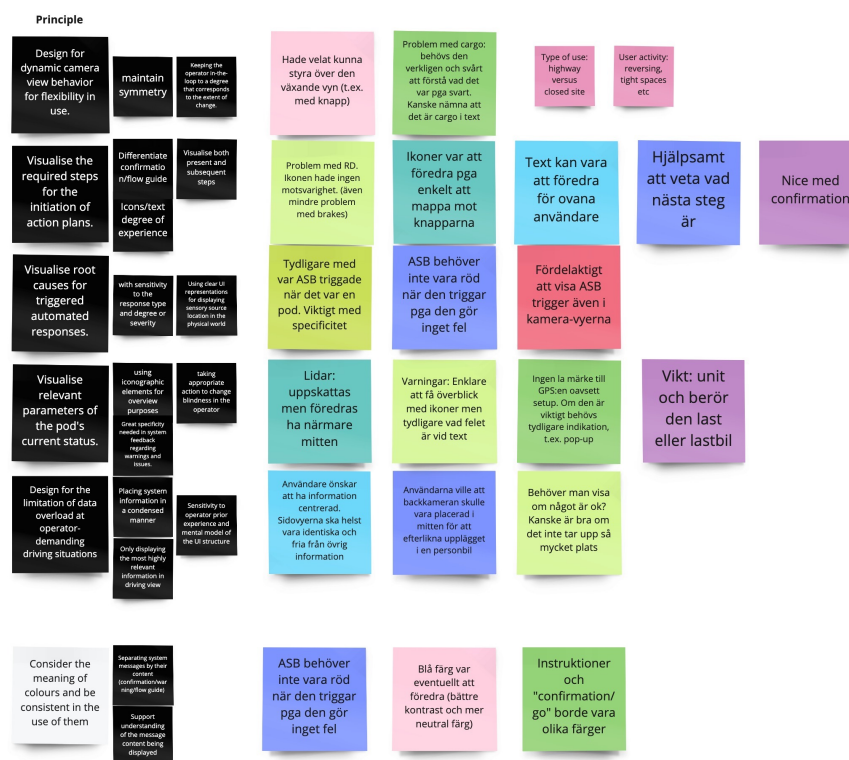 Principle
Design for
dynamic camera
view behavior
for flexibility in
use.
maintain
symmetry
Keeping the
operator in-the-
loop to a degree
that corresponds
to the extent of
change.
Hade velat kunna
styra över den
växande vyn (t.ex.
med knapp)
Problem med cargo:
behövs den
verkligen och svårt
att förstå vad det
var pga svart.
Kanske nämna att
det är cargo i text
Type of use:
highway
versus
closed site
User activity:
reversing,
tight spaces
etc
Visualise the
required steps
for the
initiation of
action plans.
Differentiate
confirmatio
n/flow guide
Visualise both
present and
subsequent
steps
Icons/text
degree of
experience
Problem med RD.
Ikonen hade ingen
motsvarighet. (även
mindre problem
med brakes)
Ikoner var att
föredra pga
enkelt att
mappa mot
knapparna
Text kan vara
att föredra
för ovana
användare
Hjälpsamt
att veta vad
nästa steg
är
Nice med
confirmation
Visualise root
causes for
triggered
automated
responses.
with sensitivity
to the
response type
and degree or
severity
Using clear UI
representations
for displaying
sensory source
location in the
physical world
Tydligare med
var ASB triggade
när det var en
pod. Viktigt med
specificitet
ASB behöver
inte vara röd
när den triggar
pga den gör
inget fel
Fördelaktigt
att visa ASB
trigger även i
kamera-vyerna
Visualise
relevant
parameters of
the pod's
current status.
using
iconographic
elements for
overview
purposes
taking
appropriate
action to change
blindness in the
operator
Great specificity
needed in system
feedback
regarding
warnings and
issues.
Lidar:
uppskattas
men föredras
ha närmare
mitten
Varningar: Enklare
att få överblick
med ikoner men
tydligare vad felet
är vid text
Ingen la märke till
GPS:en oavsett
setup. Om den är
viktigt behövs
tydligare indikation,
t.ex. pop-up
Vikt: unit
och berör
den last
eller lastbil
Design for the
limitation of data
overload at
operator-
demanding
driving situations
Placing system
information in a
condensed
manner
Sensitivity to
operator prior
experience and
mental model of
the UI structure
Only displaying
the most highly
relevant
information in
driving view
Användare önskar
att ha information
centrerad.
Sidovyerna ska helst
vara identiska och
fria från övrig
information
Användarna ville att
backkameran skulle
vara placerad i
mitten för att
efterlikna upplägget
i en personbil
Behöver man visa
om något är ok?
Kanske är bra om
det inte tar upp så
mycket plats
Consider the
meaning of
colours and be
consistent in the
use of them
Separating system
messages by their
content
(confirmation/wa
rning/flow guide)
Support
understanding
of the message
content being
displayed
ASB behöver
inte vara röd
när den triggar
pga den gör
inget fel
Blå färg var
eventuellt att
föredra (bättre
kontrast och mer
neutral färg)
Instruktioner
och
"confirmation/
go" borde vara
olika färger